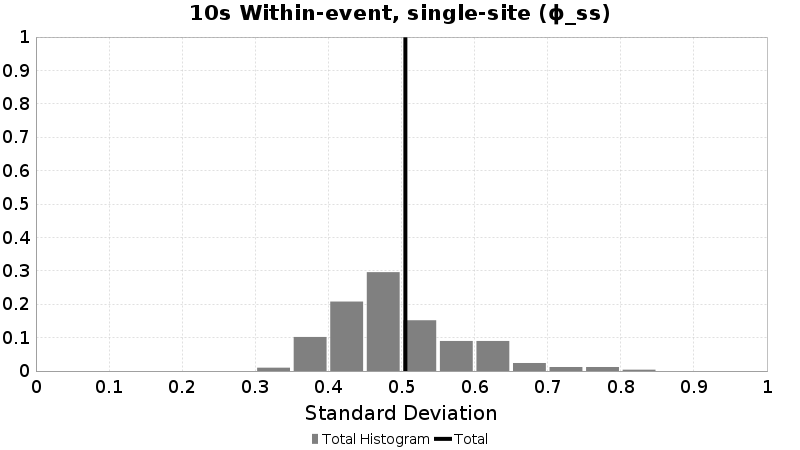 10s Within-event, single-site (ϕ_ss)
1
0.9
0.8
0.7
0.6
0.5
0.4
0.3
0.2
0.1
0
0 0.1 0.2 0.3 0.4 0.5 0.6 0.7 0.8 0.9 1
Standard Deviation
Total Histogram Total